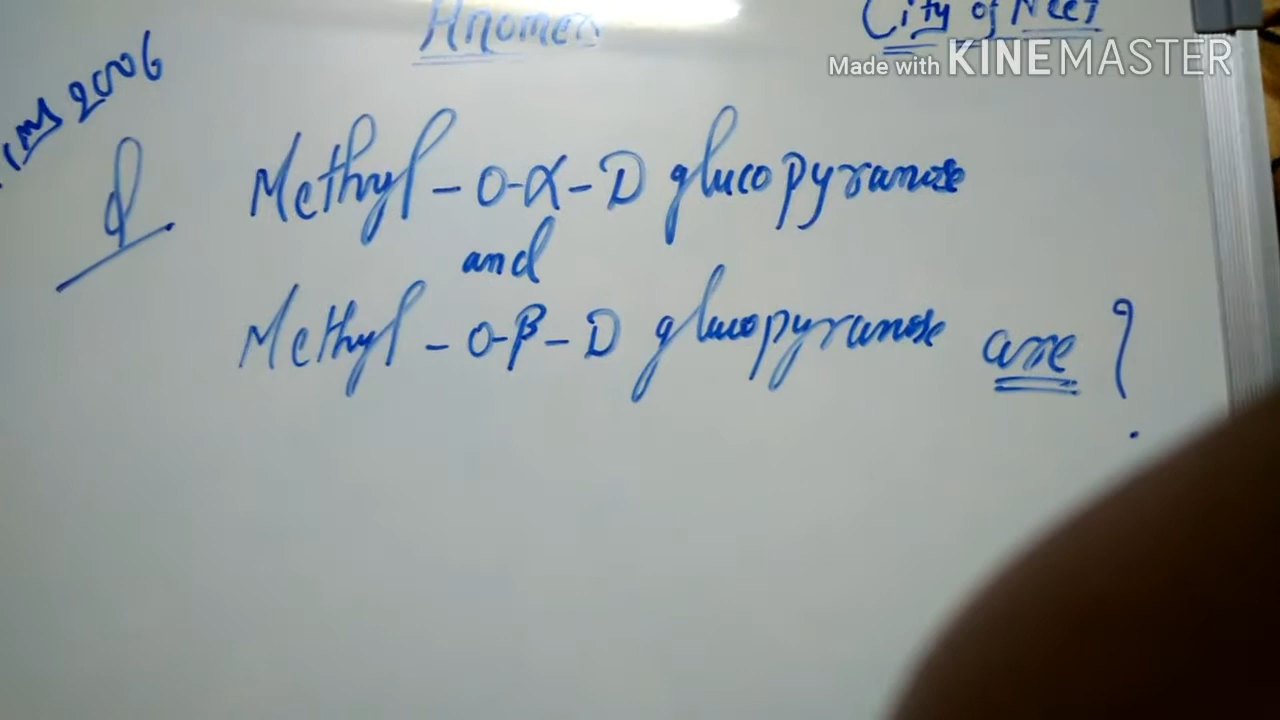 Anomers
City of NEET
Made with KINEMASTER
2006
Q
Methyl - O-α-D glucopyranose
and
Methyl - O-β-D glucopyranose are ?